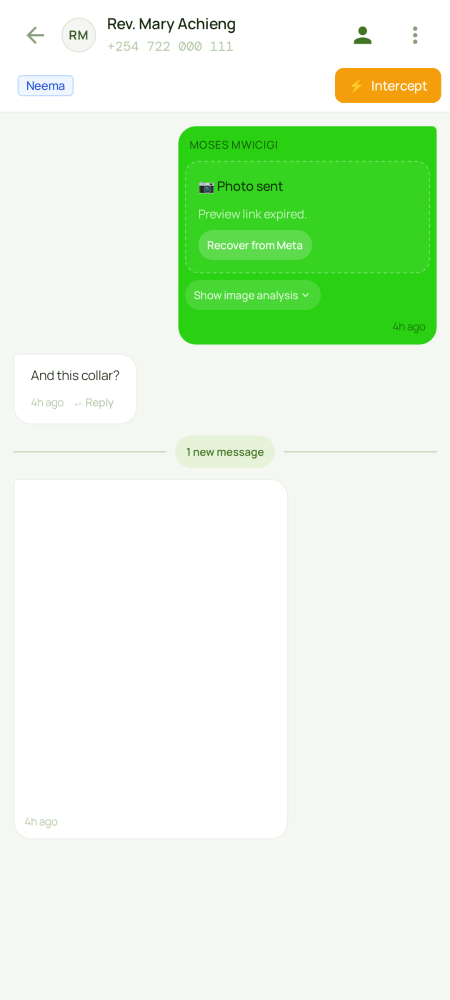 RM
Rev. Mary Achieng
+254 722 000 111
Neema
⚡ Intercept
MOSES MWICIGI
📷 Photo sent
Preview link expired.
Recover from Meta
Show image analysis
4h ago
And this collar?
4h ago ↩ Reply
1 new message
4h ago